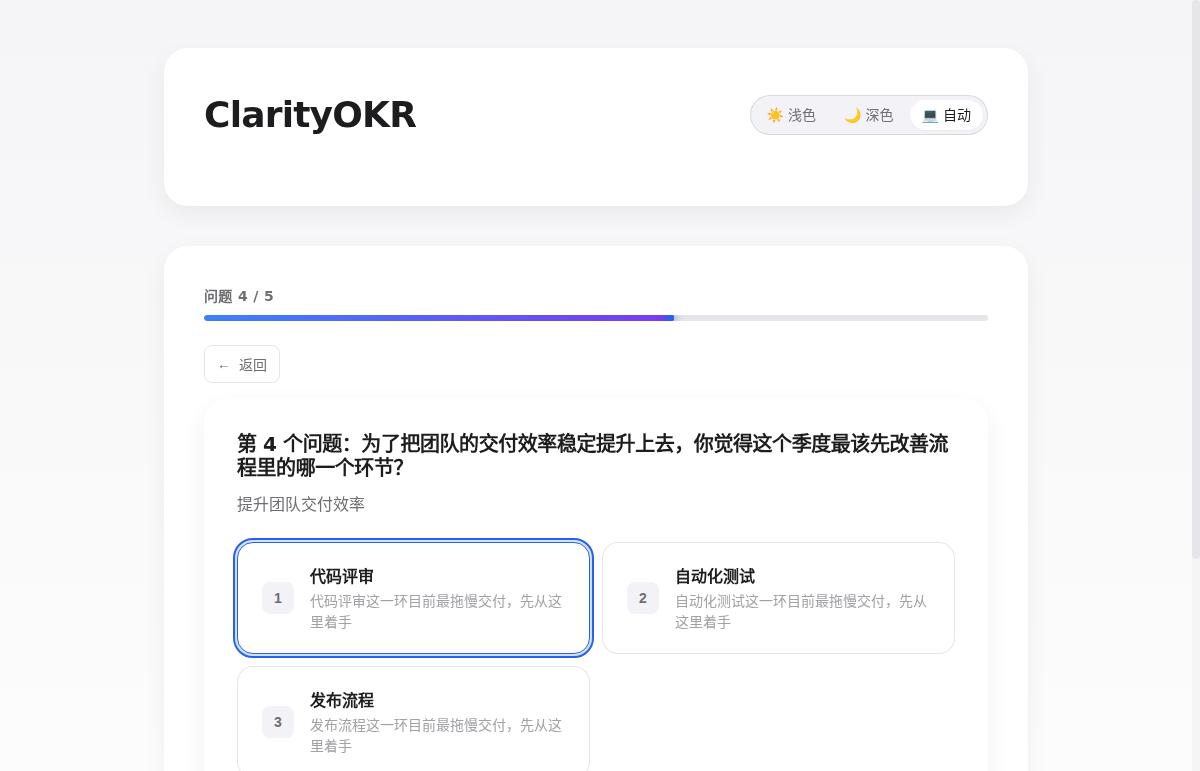 ClarityOKR
☀️ 浅色 🌙 深色 💻 自动
问题 4 / 5
← 返回
第 4 个问题：为了把团队的交付效率稳定提升上去，你觉得这个季度最该先改善流
程里的哪一个环节？
提升团队交付效率
1
代码评审
代码评审这一环目前最拖慢交付，先从这
里着手
2
自动化测试
自动化测试这一环目前最拖慢交付，先从
这里着手
3
发布流程
发布流程这一环目前最拖慢交付，先从这
里着手